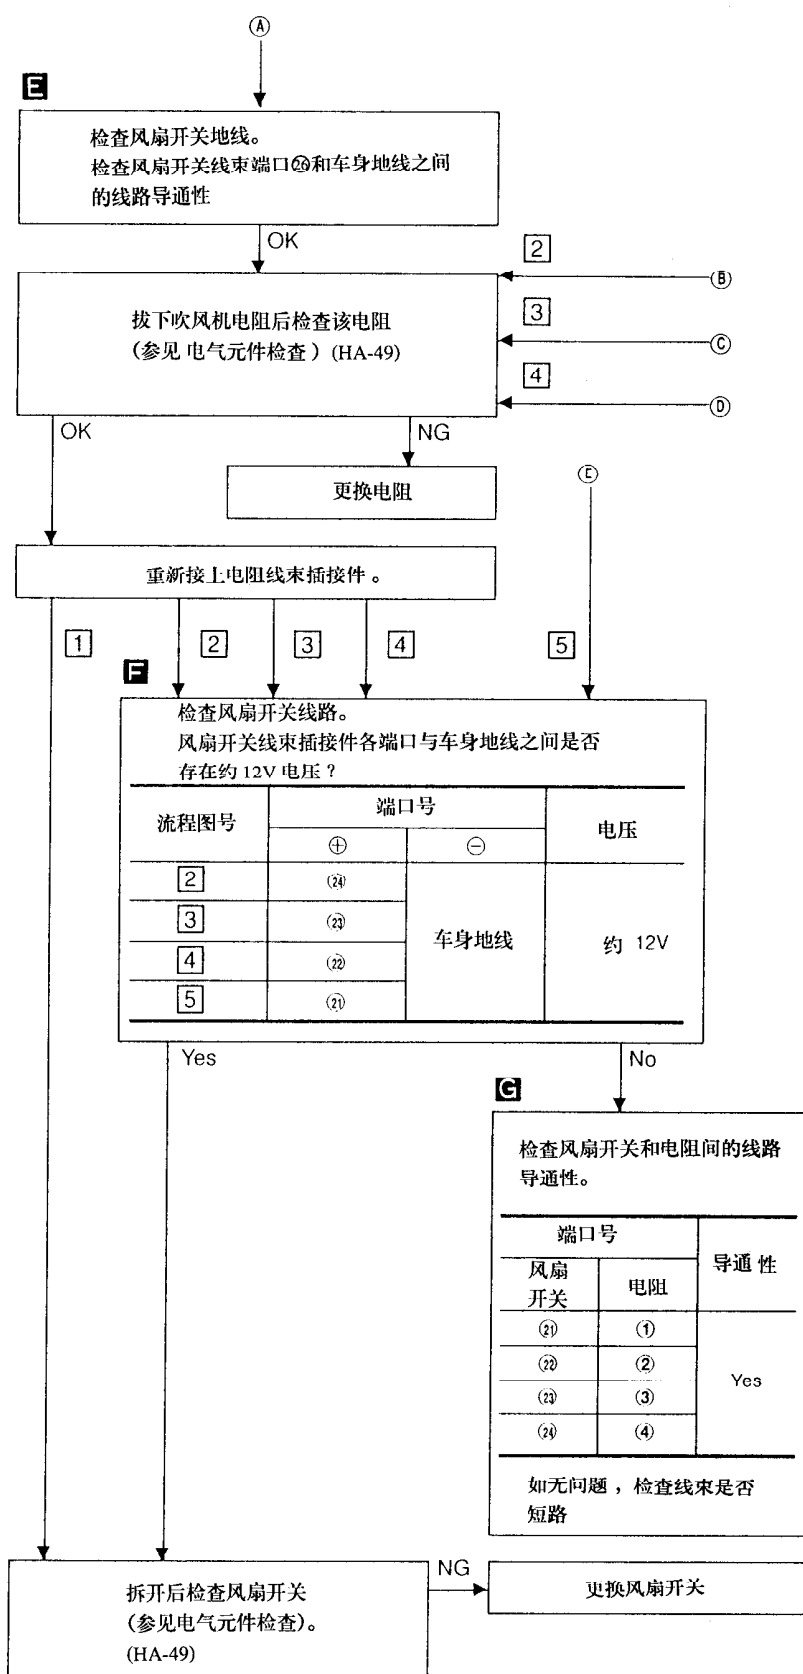 Ⓐ
E
检查风扇开关地线。
检查风扇开关线束端口㉖和车身地线之间
的线路导通性
OK
2
Ⓑ
拔下吹风机电阻后检查该电阻
(参见 电气元件检查 ) (HA-49)
3
Ⓒ
4
Ⓓ
OK
NG
更换电阻
Ⓔ
重新接上电阻线束插接件 。
1
2
3
4
5
F
检查风扇开关线路。
风扇开关线束插接件各端口与车身地线之间是否
存在约 12V 电压 ?
流程图号
端口号
电压
⊕
⊖
2
㉔
3
㉓
4
㉒
5
㉑
车身地线
约 12V
Yes
No
G
检查风扇开关和电阻间的线路
导通性。
端口号
导通 性
风扇
开关
电阻
㉑
①
㉒
②
㉓
③
㉔
④
Yes
如无问题 , 检查线束是否
短路
拆开后检查风扇开关
(参见电气元件检查)。
(HA-49)
NG
更换风扇开关